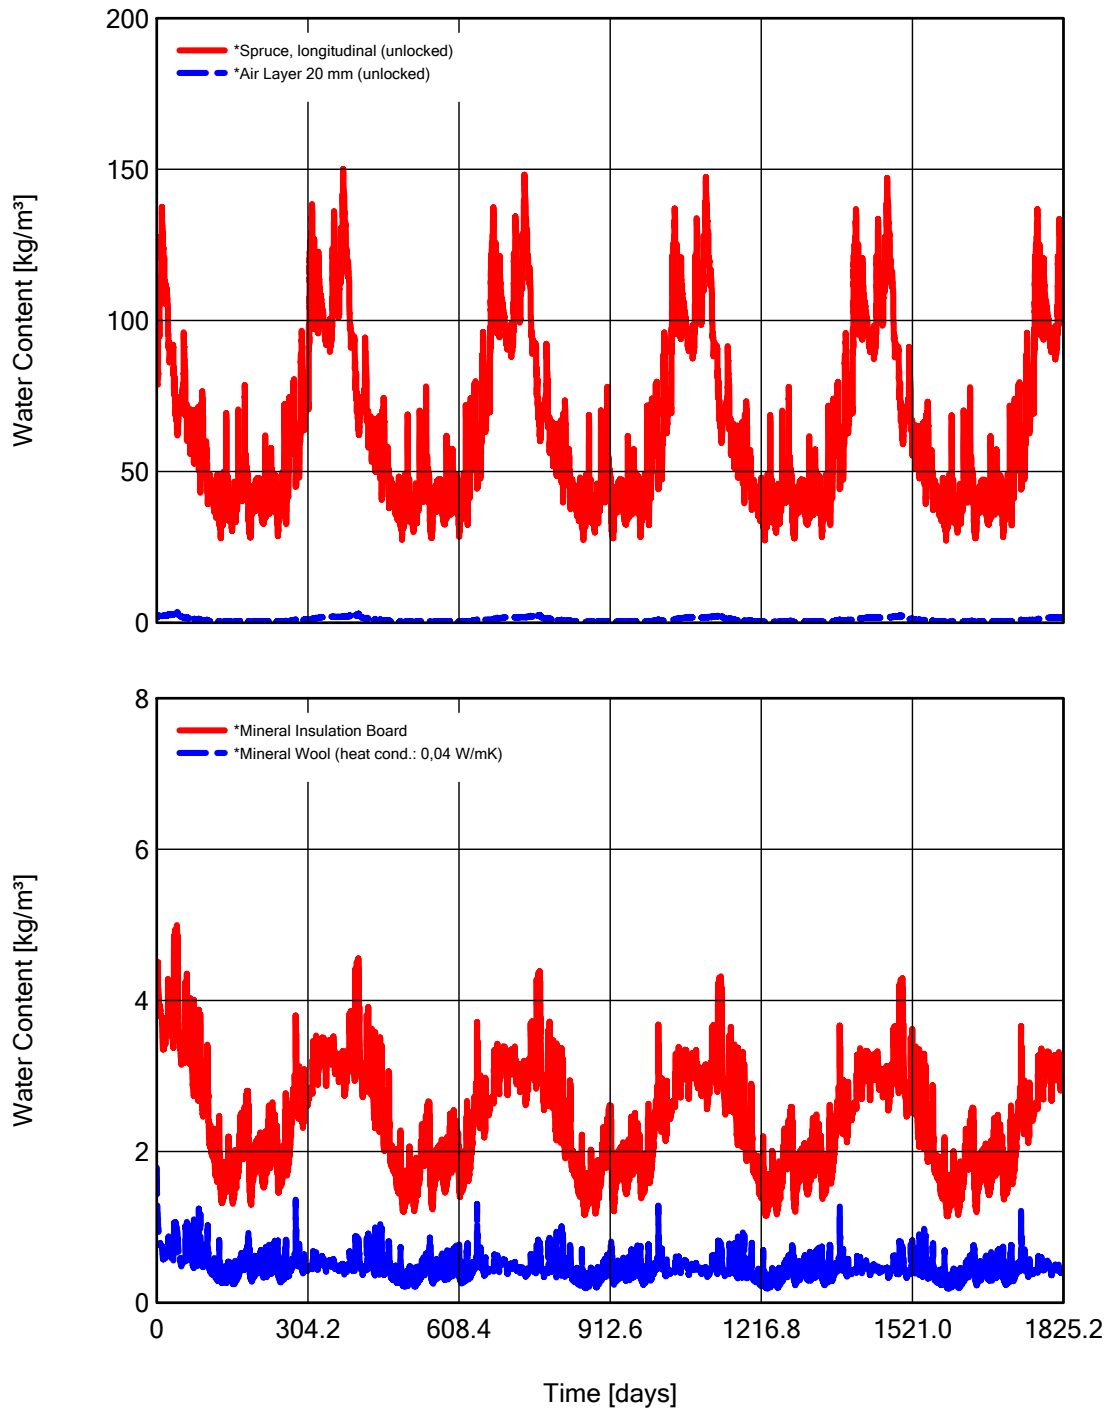 200
*Spruce, longitudinal (unlocked)
*Air Layer 20 mm (unlocked)
150
100
50
0
Water Content [kg/m³]
8
*Mineral Insulation Board
*Mineral Wool (heat cond.: 0,04 W/mK)
6
4
2
0
Water Content [kg/m³]
0 304.2 608.4 912.6 1216.8 1521.0 1825.2
Time [days]